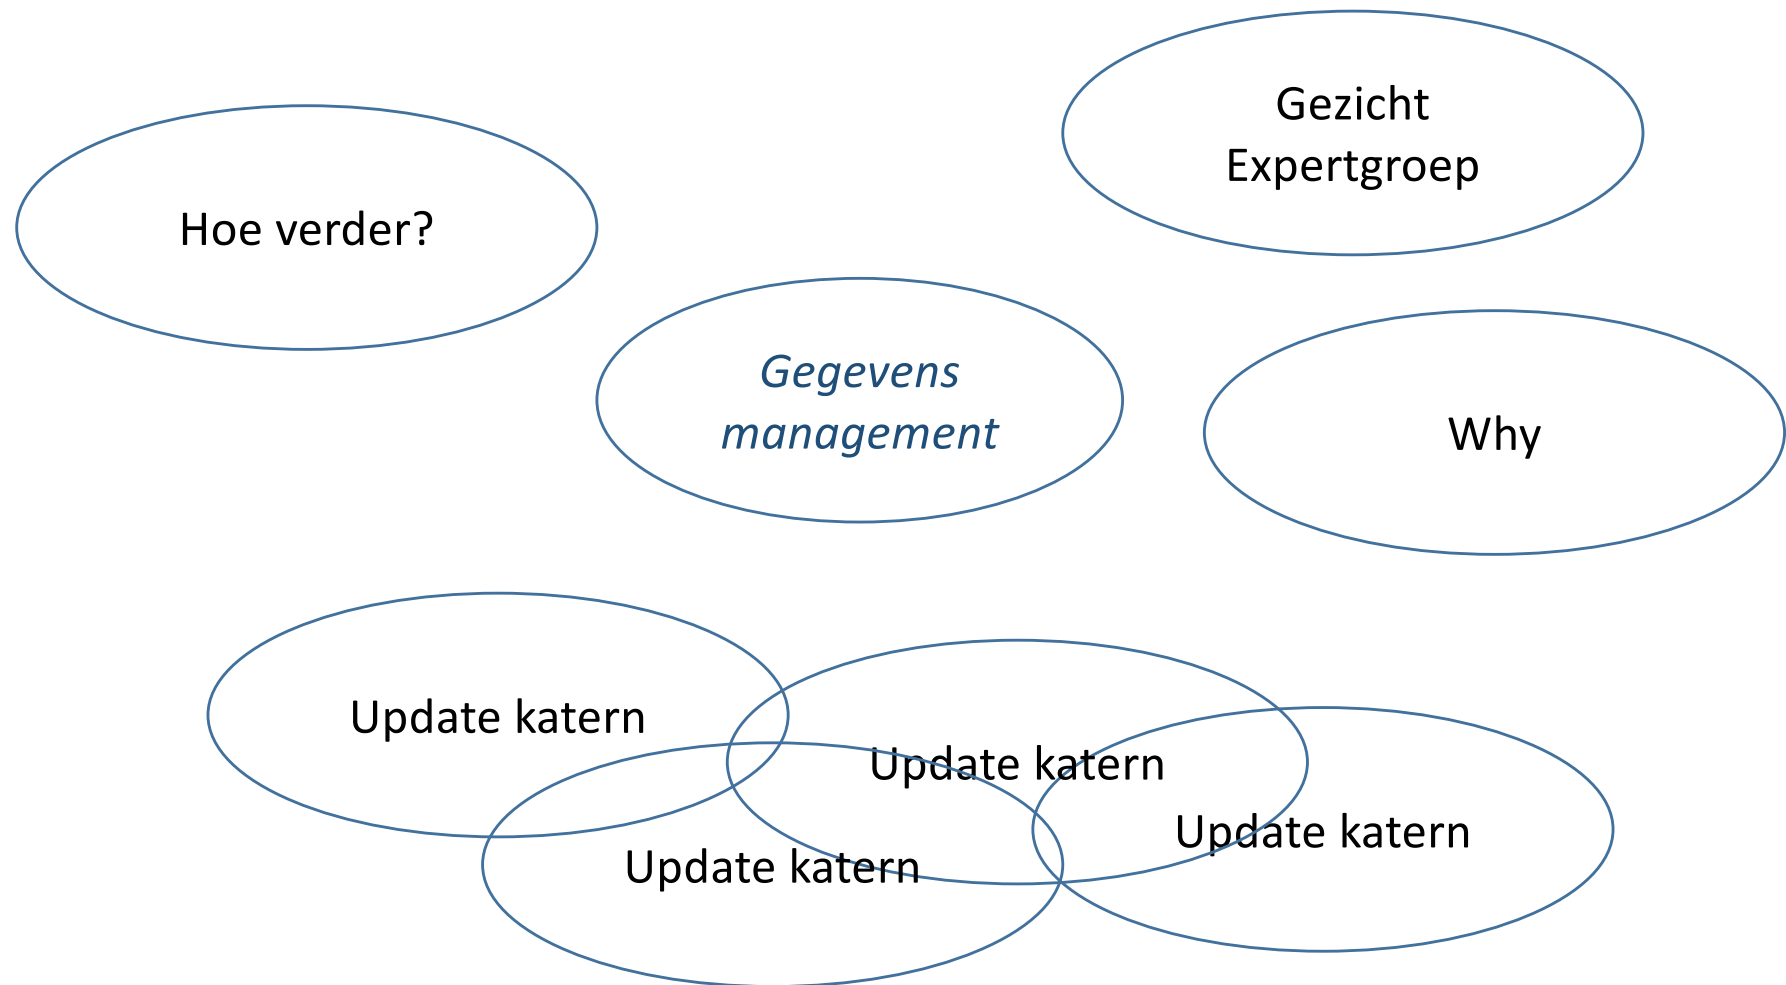 Gezicht
Expertgroep
Hoe verder?
Gegevens
management
Why
Update katern
Update katern
Update katern
Update katern